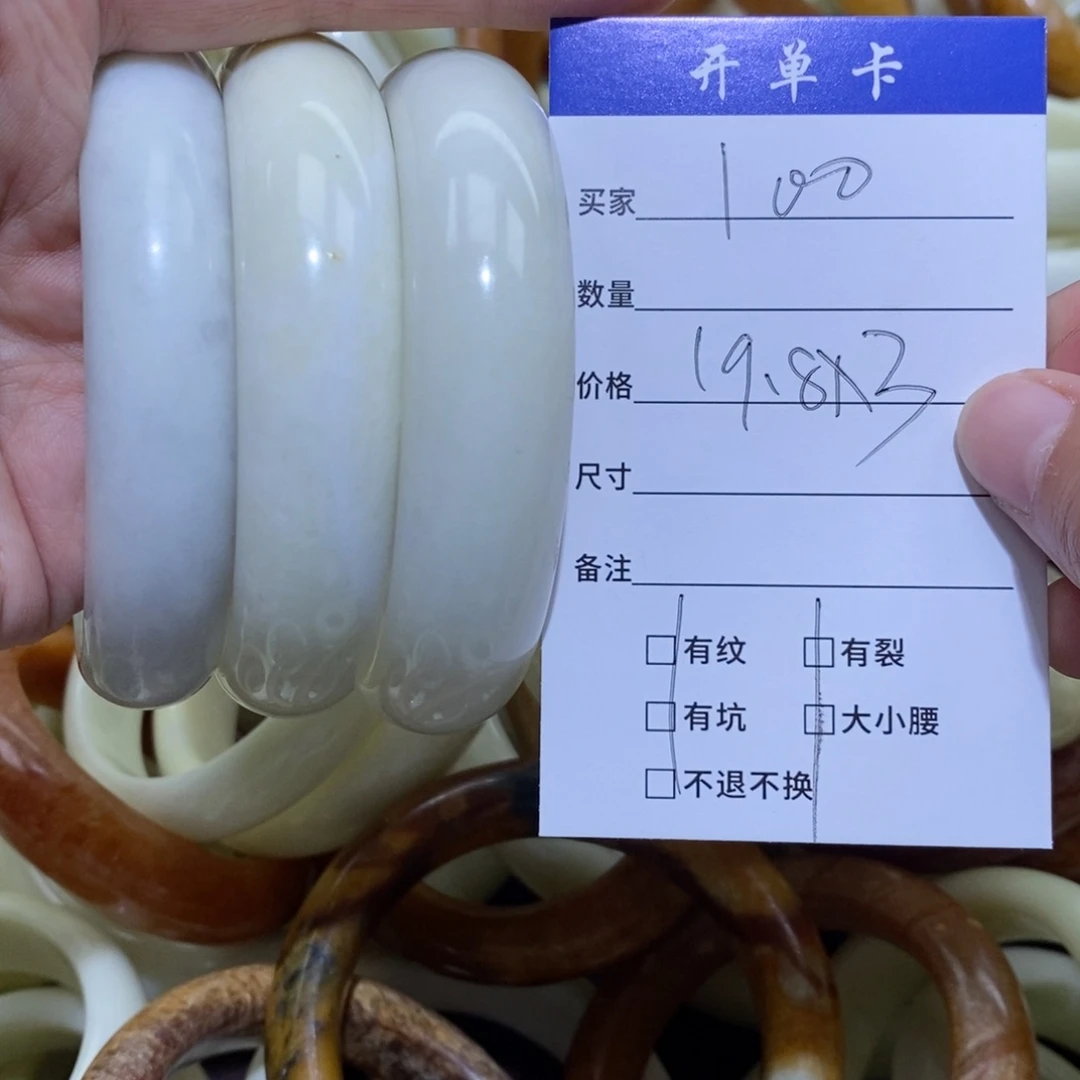 开单卡
买家 100
数量
价格 19.8x3
尺寸
备注
□有纹 □有裂
□有坑 □大小腰
□不退不换